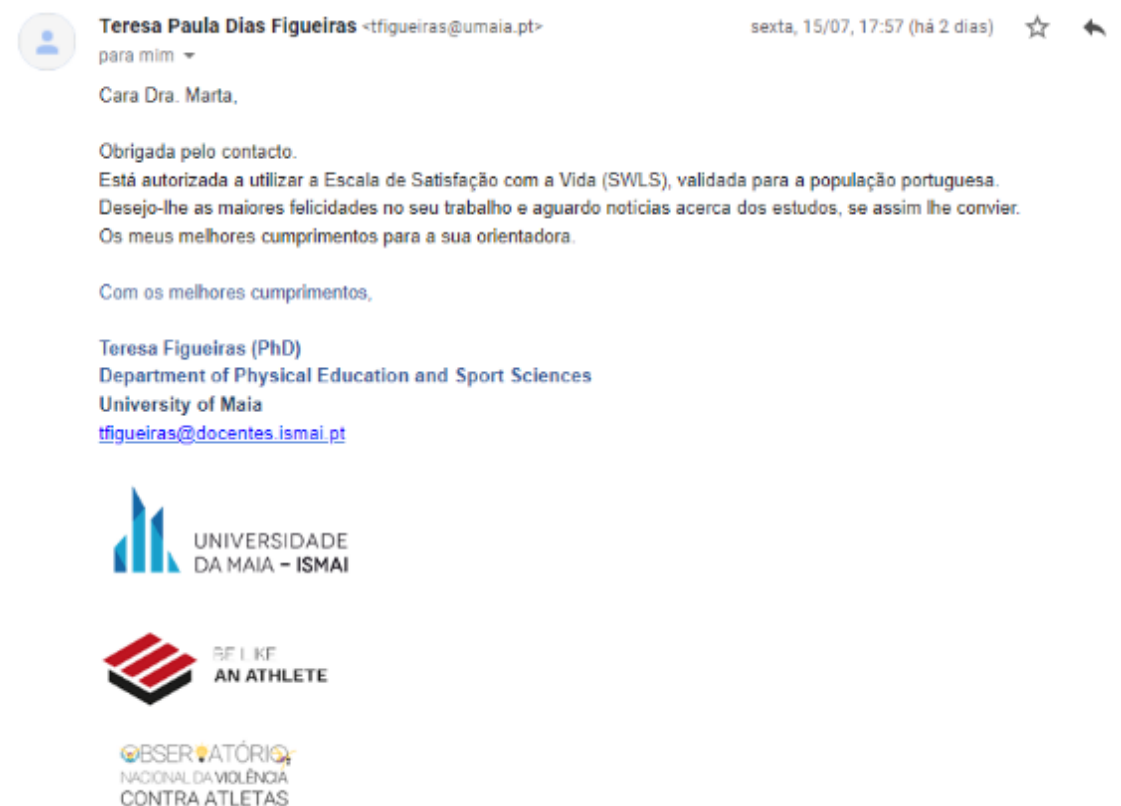 Teresa Paula Dias Figueiras <tfigueiras@umaia.pt>
sexta, 15/07, 17:57 (há 2 dias)
para mim
Cara Dra. Marta,
Obrigada pelo contacto.
Está autorizada a utilizar a Escala de Satisfação com a Vida (SWLS), validada para a população portuguesa.
Desejo-lhe as maiores felicidades no seu trabalho e aguardo notícias acerca dos estudos, se assim lhe convier.
Os meus melhores cumprimentos para a sua orientadora.
Com os melhores cumprimentos,
Teresa Figueiras (PhD)
Department of Physical Education and Sport Sciences
University of Maia
tfigueiras@docentes.ismai.pt
UNIVERSIDADE
DA MAIA – ISMAI
BE LIKE
AN ATHLETE
OBSERVATÓRIO
NACIONAL DA VIOLÊNCIA
CONTRA ATLETAS